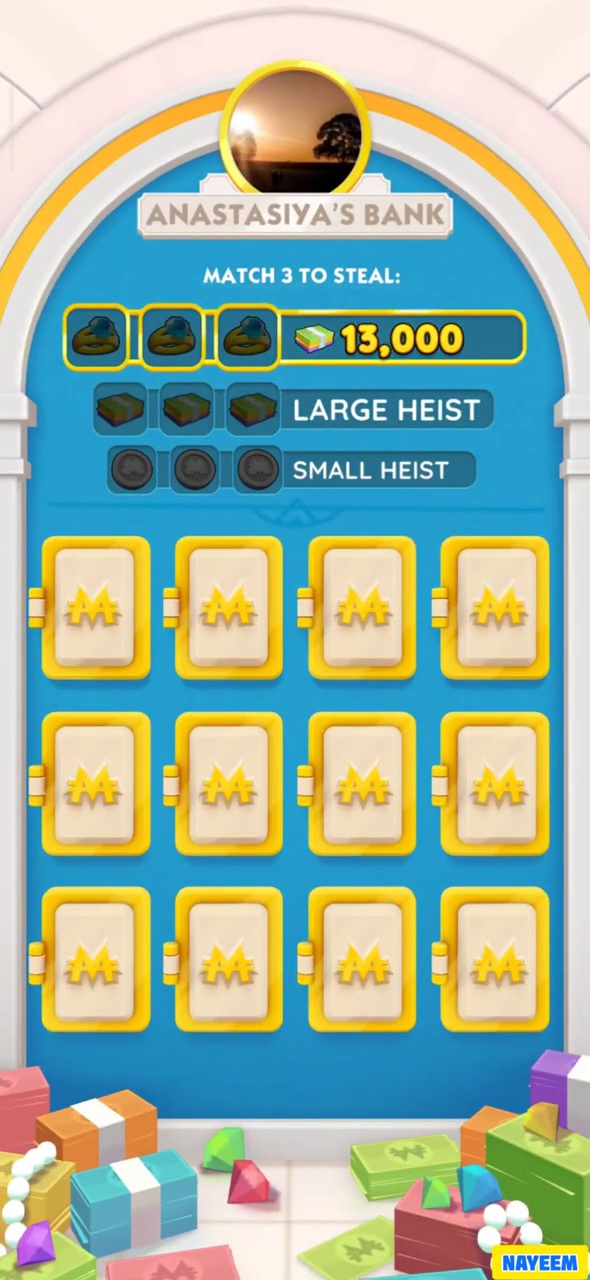 ANASTASIYA'S BANK
MATCH 3 TO STEAL:
13,000
LARGE HEIST
SMALL HEIST
NAYEEM